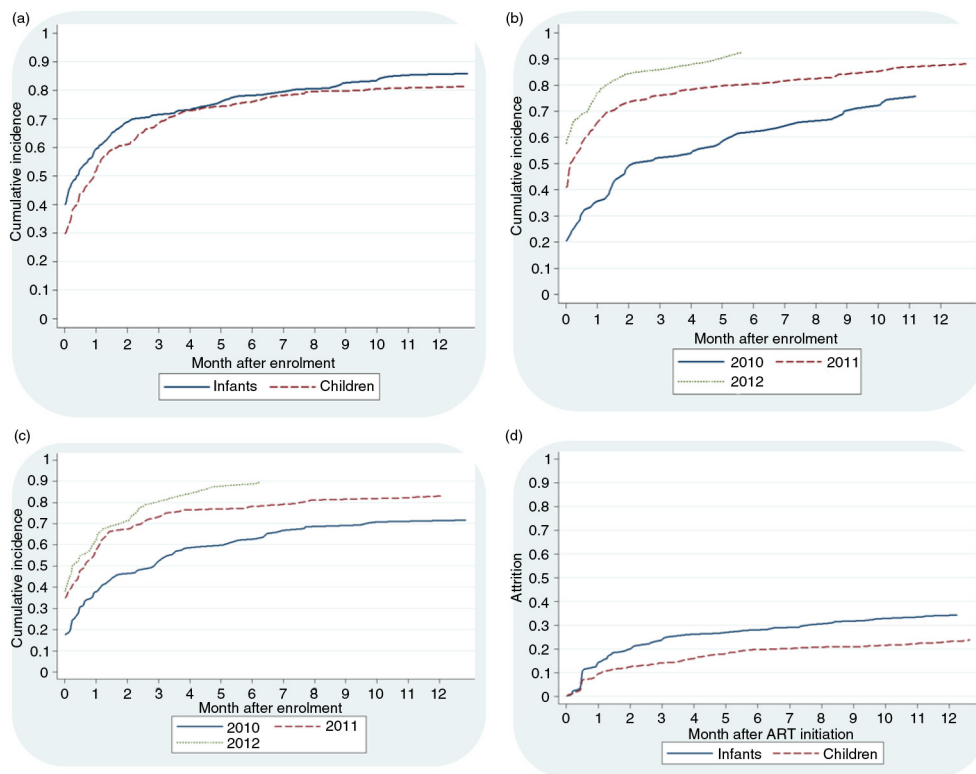 (a)
1
0.9
0.8
0.7
0.6
0.5
0.4
0.3
0.2
0.1
0
Cumulative incidence
0 1 2 3 4 5 6 7 8 9 10 11 12
Month after enrolment
Infants Children
(b)
1
0.9
0.8
0.7
0.6
0.5
0.4
0.3
0.2
0.1
0
Cumulative incidence
0 1 2 3 4 5 6 7 8 9 10 11 12
Month after enrolment
2010 2011
2012
(c)
1
0.9
0.8
0.7
0.6
0.5
0.4
0.3
0.2
0.1
0
Cumulative incidence
0 1 2 3 4 5 6 7 8 9 10 11 12
Month after enrolment
2010 2011
2012
(d)
1
0.9
0.8
0.7
0.6
0.5
0.4
0.3
0.2
0.1
0
Attrition
0 1 2 3 4 5 6 7 8 9 10 11 12
Month after ART initiation
Infants Children